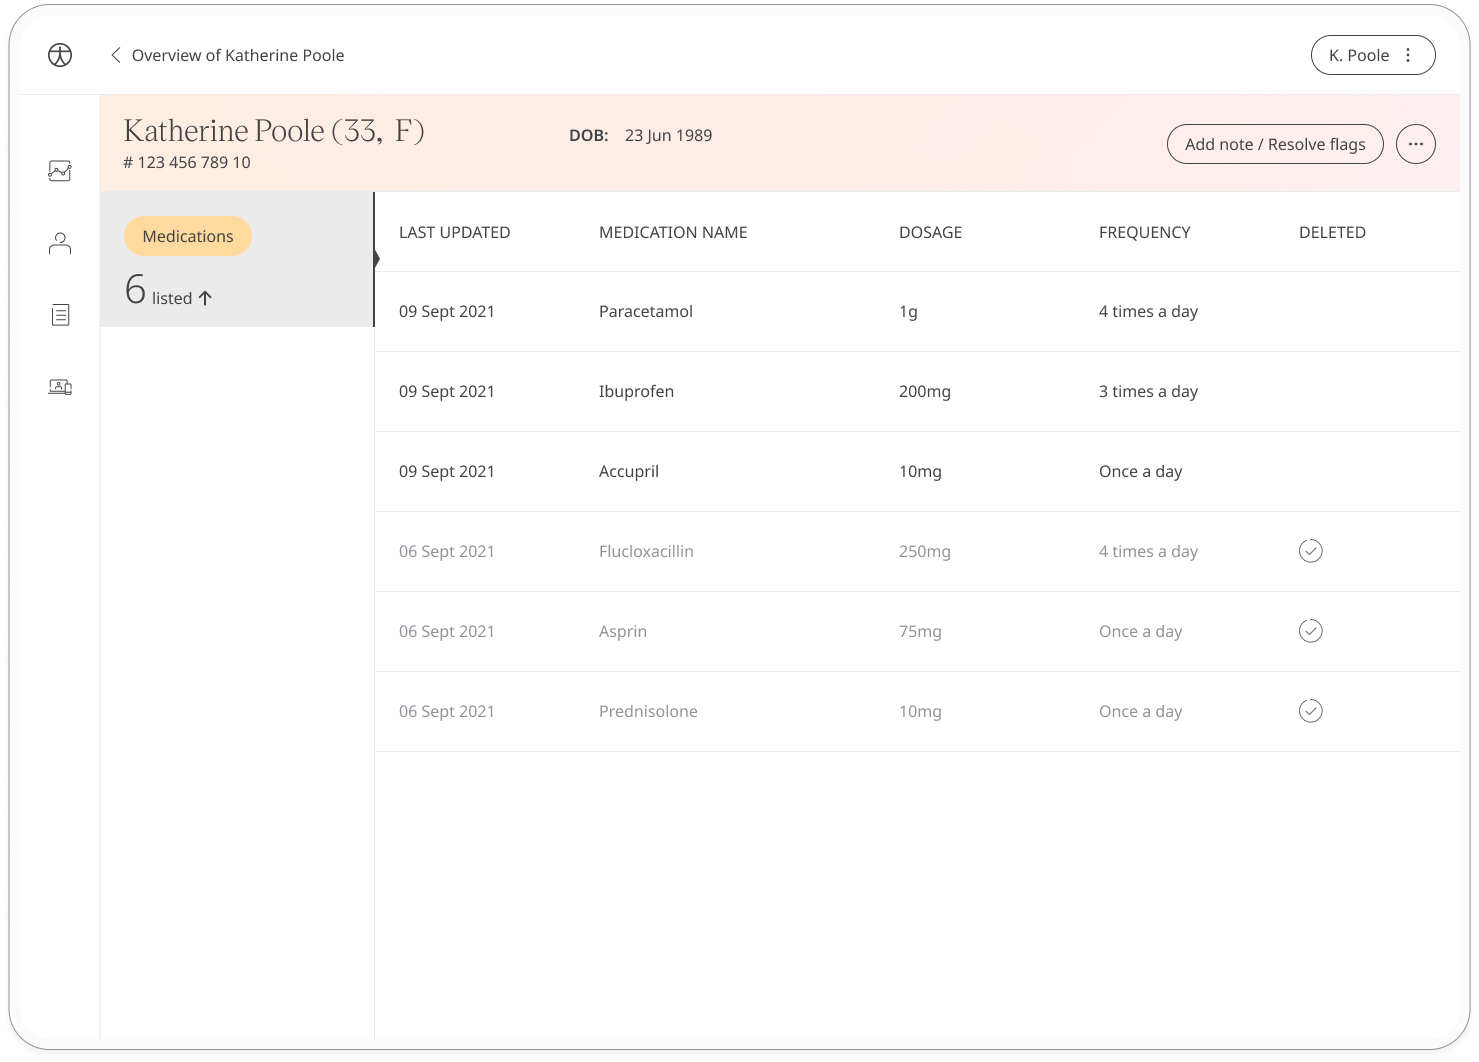 Overview of Katherine Poole
K. Poole
Katherine Poole (33, F)
# 123 456 789 10
DOB: 23 Jun 1989
Add note / Resolve flags
Medications
6 listed
LAST UPDATED MEDICATION NAME DOSAGE FREQUENCY DELETED
09 Sept 2021 Paracetamol 1g 4 times a day
09 Sept 2021 Ibuprofen 200mg 3 times a day
09 Sept 2021 Accupril 10mg Once a day
06 Sept 2021 Flucloxacillin 250mg 4 times a day
06 Sept 2021 Asprin 75mg Once a day
06 Sept 2021 Prednisolone 10mg Once a day